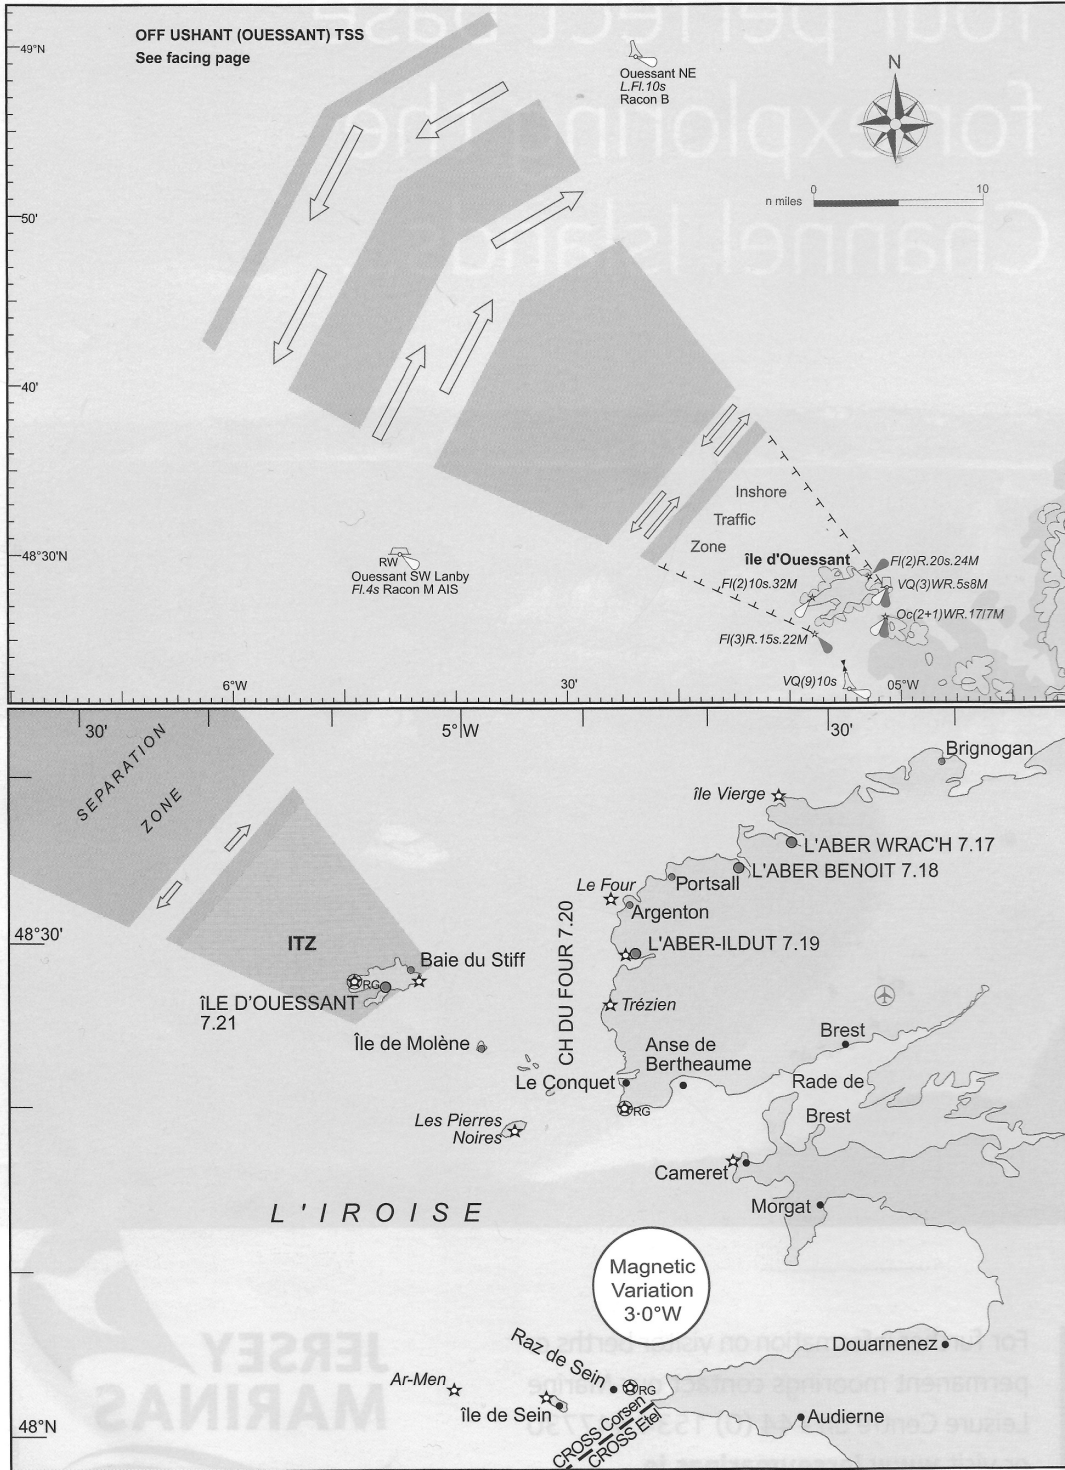 OFF USHANT (OUESSANT) TSS
See facing page
49°N
Ouessant NE
L.Fl.10s
Racon B
N
0 10
n miles
50'
40'
Inshore
Traffic
Zone
48°30'N
RW
Ouessant SW Lanby
Fl.4s Racon M AIS
île d'Ouessant
Fl(2)R.20s.24M
Fl(2)10s.32M
VQ(3)WR.5s8M
Oc(2+1)WR.17/7M
Fl(3)R.15s.22M
VQ(9)10s
6°W
30'
05°W
30'
5°W
30'
SEPARATION
ZONE
Brignogan
île Vierge
L'ABER WRAC'H 7.17
L'ABER BENOIT 7.18
Portsall
Le Four
Argenton
CH DU FOUR 7.20
48°30'
ITZ
L'ABER-ILDUT 7.19
Baie du Stiff
RG
îLE D'OUESSANT
7.21
Trézien
Île de Molène
Anse de
Bertheaume
Brest
Le Conquet
Rade de
Brest
RG
Les Pierres
Noires
Cameret
Morgat
L'IROISE
Magnetic
Variation
3·0°W
Douarnenez
Raz de Sein
RG
Ar-Men
île de Sein
Audierne
CROSS Corsen
CROSS Etel
48°N
JERSEY
MARINAS